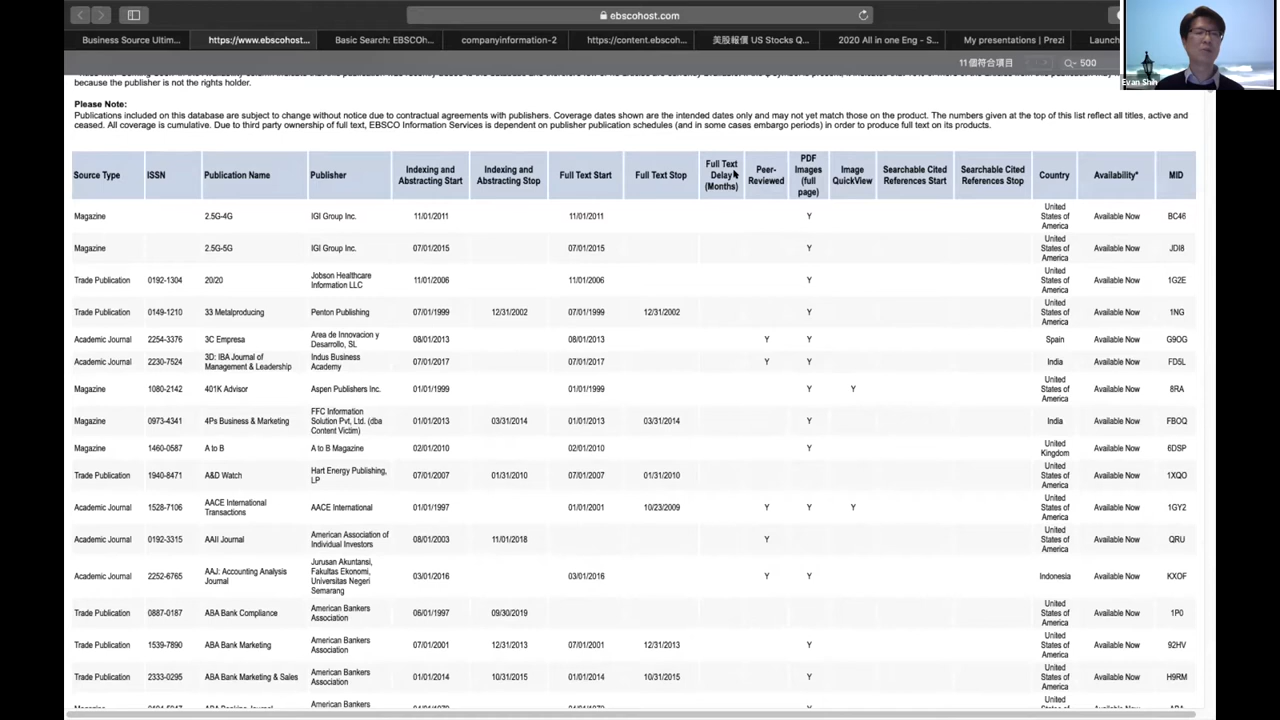 ebscohost.com
Business Source Ultim...
https://www.ebscohost...
Basic Search: EBSCOh...
companyinformation-2
https://content.ebscoh...
美股報價 US Stocks Q...
2020 All in one Eng - S...
My presentations | Prezi
Launch
11 個符合項目
500
Evan Shih
because the publisher is not the rights holder.
Please Note:
Publications included on this database are subject to change without notice due to contractual agreements with publishers. Coverage dates shown are the intended dates only and may not yet match those on the product. The numbers given at the top of this list reflect all titles, active and
ceased. All coverage is cumulative. Due to third party ownership of full text, EBSCO Information Services is dependent on publisher publication schedules (and in some cases embargo periods) in order to produce full text on its products.
Source Type ISSN Publication Name Publisher Indexing and Abstracting Start Indexing and Abstracting Stop Full Text Start Full Text Stop Full Text Delay (Months) Peer-Reviewed PDF Images (full page) Image QuickView Searchable Cited References Start Searchable Cited References Stop Country Availability* MID
Magazine 2.5G-4G IGI Group Inc. 11/01/2011 11/01/2011 Y United States of America Available Now BC46
Magazine 2.5G-5G IGI Group Inc. 07/01/2015 07/01/2015 Y United States of America Available Now JDI8
Trade Publication 0192-1304 20/20 Jobson Healthcare Information LLC 11/01/2006 11/01/2006 Y United States of America Available Now 1G2E
Trade Publication 0149-1210 33 Metalproducing Penton Publishing 07/01/1999 12/31/2002 07/01/1999 12/31/2002 Y United States of America Available Now 1NG
Academic Journal 2254-3376 3C Empresa Area de Innovacion y Desarrollo, SL 08/01/2013 08/01/2013 Y Y Spain Available Now G9OG
Academic Journal 2230-7524 3D: IBA Journal of Management & Leadership Indus Business Academy 07/01/2017 07/01/2017 Y Y India Available Now FD5L
Magazine 1080-2142 401K Advisor Aspen Publishers Inc. 01/01/1999 01/01/1999 Y Y United States of America Available Now 8RA
Magazine 0973-4341 4Ps Business & Marketing FFC Information Solution Pvt, Ltd. (dba Content Victim) 01/01/2013 03/31/2014 01/01/2013 03/31/2014 Y India Available Now FBOQ
Magazine 1460-0587 A to B A to B Magazine 02/01/2010 02/01/2010 Y United Kingdom Available Now 6DSP
Trade Publication 1940-8471 A&D Watch Hart Energy Publishing, LP 07/01/2007 01/31/2010 07/01/2007 01/31/2010 Y United States of America Available Now 1XQO
Academic Journal 1528-7106 AACE International Transactions AACE International 01/01/1997 01/01/2001 10/23/2009 Y Y Y United States of America Available Now 1GY2
Academic Journal 0192-3315 AAII Journal American Association of Individual Investors 08/01/2003 11/01/2018 Y United States of America Available Now QRU
Academic Journal 2252-6765 AAJ: Accounting Analysis Journal Jurusan Akuntansi, Fakultas Ekonomi, Universitas Negeri Semarang 03/01/2016 03/01/2016 Y Y Indonesia Available Now KXOF
Trade Publication 0887-0187 ABA Bank Compliance American Bankers Association 06/01/1997 09/30/2019 United States of America Available Now 1P0
Trade Publication 1539-7890 ABA Bank Marketing American Bankers Association 07/01/2001 12/31/2013 07/01/2001 12/31/2013 Y United States of America Available Now 92HV
Trade Publication 2333-0295 ABA Bank Marketing & Sales American Bankers Association 01/01/2014 10/31/2015 01/01/2014 10/31/2015 Y United States of America Available Now H9RM